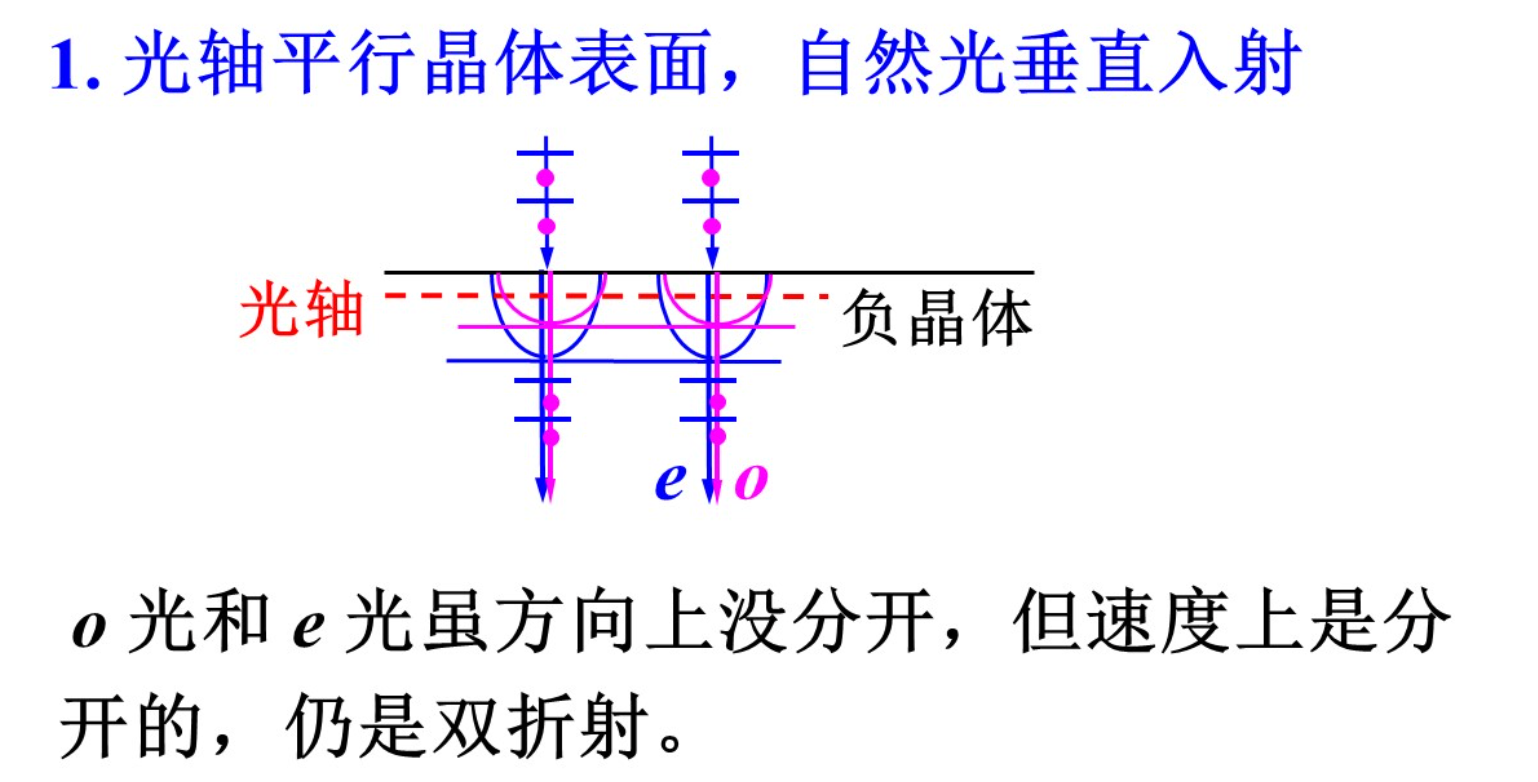 1. 光轴平行晶体表面， 自然光垂直入射
光轴
负晶体
e o
o 光和 e 光虽方向上没分开，但速度上是分
开的，仍是双折射。